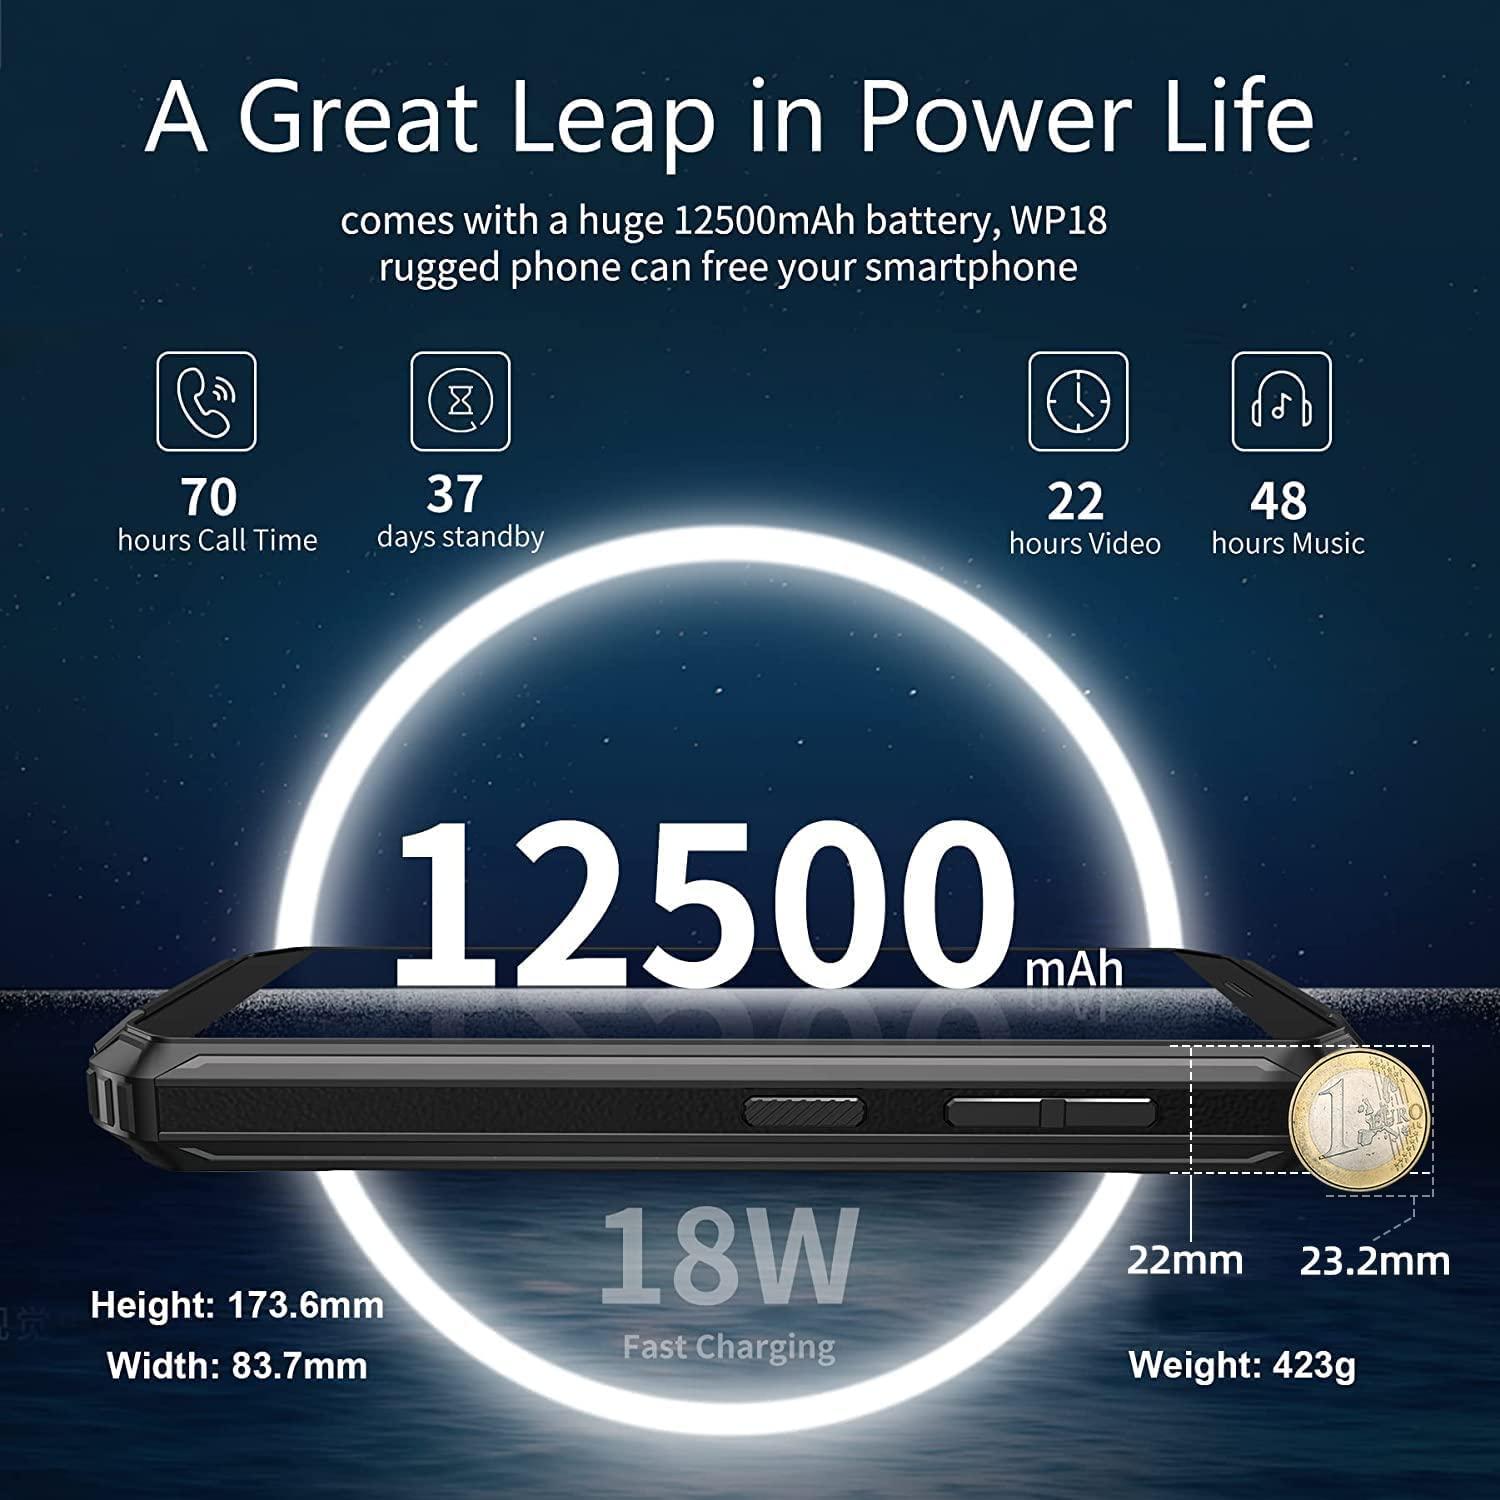 A Great Leap in Power Life
comes with a huge 12500mAh battery, WP18
rugged phone can free your smartphone
70
hours Call Time
37
days standby
22
hours Video
48
hours Music
12500 mAh
1 EURO
22mm
23.2mm
18W
Fast Charging
Height: 173.6mm
Width: 83.7mm
Weight: 423g